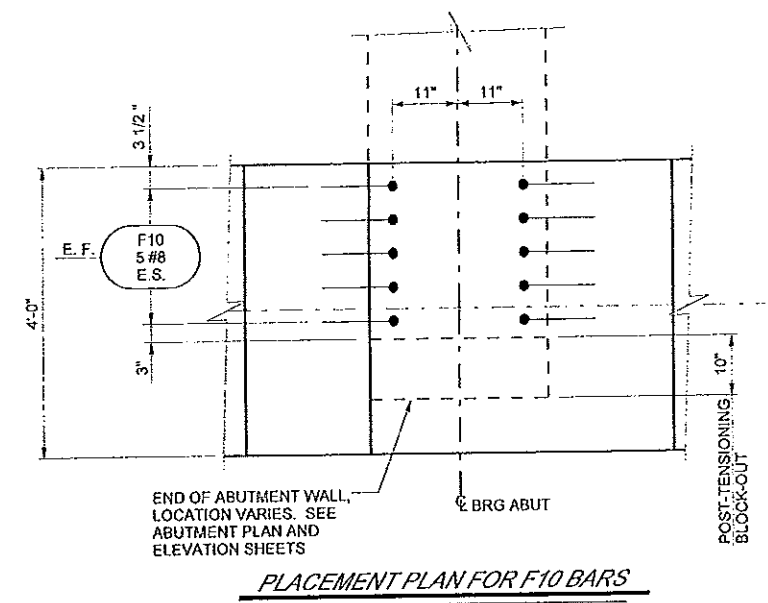 11" 11"
3 1/2"
E. F.
F10
5 #8
E.S.
4'-0"
3"
10"
POST-TENSIONING
BLOCK-OUT
END OF ABUTMENT WALL,
LOCATION VARIES. SEE
ABUTMENT PLAN AND
ELEVATION SHEETS
℄ BRG ABUT
PLACEMENT PLAN FOR F10 BARS